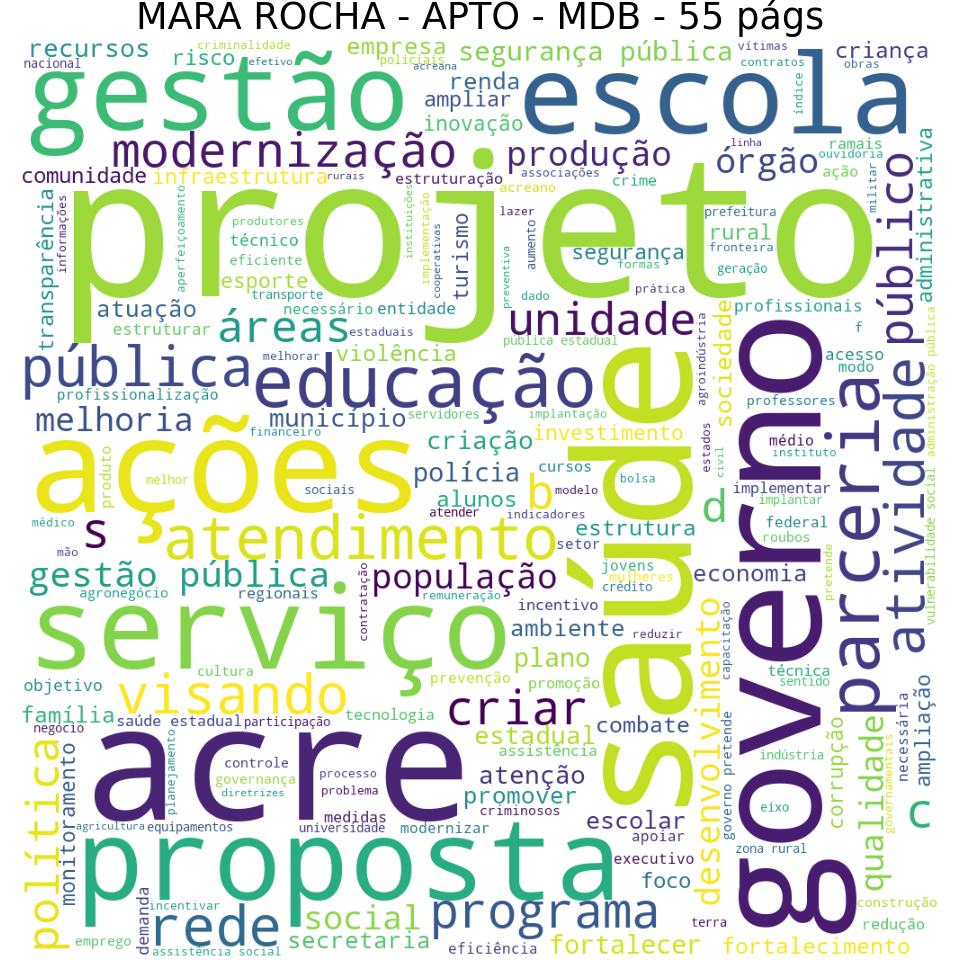 MARA ROCHA - APTO - MDB - 55 págs
recursos
nacional
criminalidade
risco
efetivo
empresa
policiais
acreana
segurança pública
vítimas
contratos
criança
obras
gestão
renda
ampliar
inovação
escola
índice
modernização
produção
órgão
linha
ramais
ouvidoria
ação
comunidade
infraestrutura
rurais
estruturação
associações
acreano
crime
militar
público
administrativa
projeto
transparência
informações
aperfeiçoamento
produtores
técnico
eficiente
esporte
transporte
instituições
implementação
cooperativas
turismo
lazer
aumento
preventiva
segurança
formas
prefeitura
rural
fronteira
geração
prática
dado
atuação
estruturar
necessário
entidade
áreas
estaduais
unidade
pública estadual
profissionais
f
agroindústria
sociedade
pública
melhorar
violência
educação
profissionalização
acesso
modo
professores
administração pública
melhoria
município
servidores
implantação
financeiro
criação
investimento
estados
civil
médio
instituto
ações
produto
melhor
sociais
polícia
cursos
alunos
b
modelo
bolsa
indicadores
atender
implementar
implantar
d
federal
roubos
médico
s
mão
atendimento
setor
estrutura
saúde
governo
parceria
atividade
vulnerabilidade social
gestão pública
agronegócio
regionais
contratação
população
remuneração
jovens
mulheres
crédito
economia
pretende
serviço
incentivo
ambiente
reduzir
plano
capacitação
desenvolvimento
cultura
prevenção
promoção
técnica
sentido
objetivo
visando
família
negócio
saúde estadual
participação
tecnologia
criar
estadual
assistência
combate
governo pretende
indústria
corrupção
qualidade
necessária
governamentais
ampliação
política
monitoramento
acre
planejamento
controle
governança
diretrizes
processo
problema
atenção
promover
criminosos
medidas
eixo
c
agricultura
equipamentos
universidade
modernizar
escolar
apoiar
zona rural
proposta
executivo
foco
demanda
incentivar
rede
social
programa
terra
construção
redução
emprego
assistência social
secretaria
eficiência
fortalecer
fortalecimento